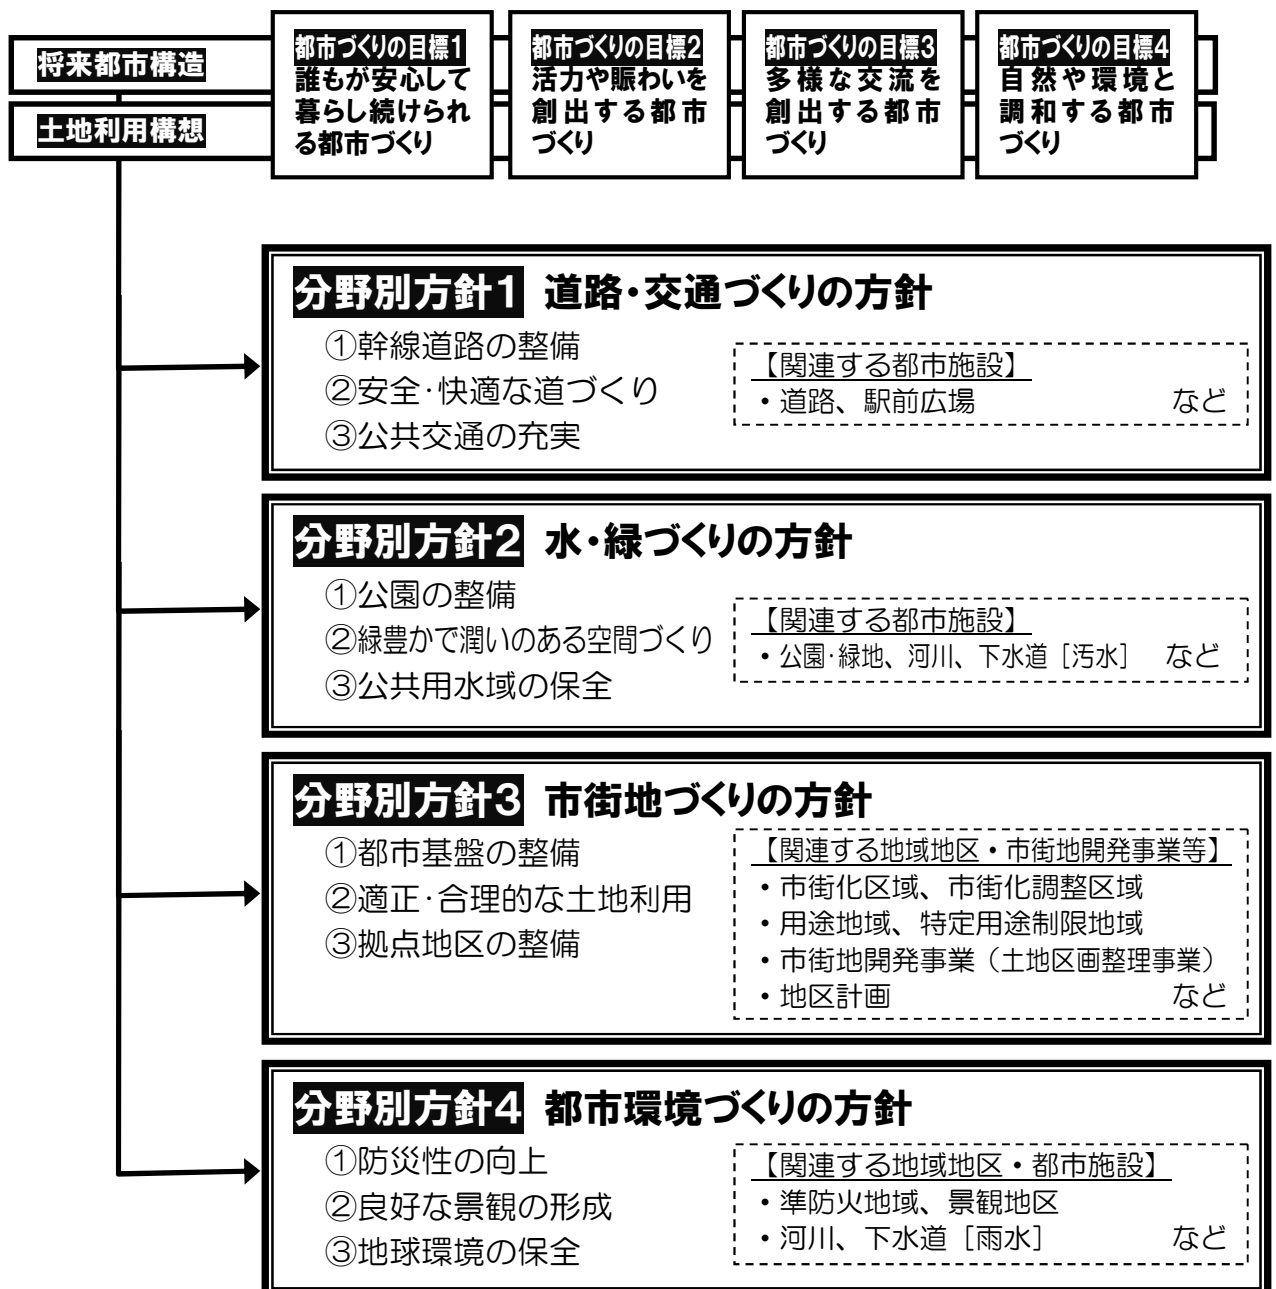 将来都市構造
土地利用構想
都市づくりの目標1
誰もが安心して
暮らし続けられ
る都市づくり
都市づくりの目標2
活力や賑わいを
創出する都市
づくり
都市づくりの目標3
多様な交流を
創出する都市
づくり
都市づくりの目標4
自然や環境と
調和する都市
づくり
分野別方針1 道路・交通づくりの方針
①幹線道路の整備
②安全・快適な道づくり
③公共交通の充実
【関連する都市施設】
・道路、駅前広場 など
分野別方針2 水・緑づくりの方針
①公園の整備
②緑豊かで潤いのある空間づくり
③公共用水域の保全
【関連する都市施設】
・公園・緑地、河川、下水道［汚水］ など
分野別方針3 市街地づくりの方針
①都市基盤の整備
②適正・合理的な土地利用
③拠点地区の整備
【関連する地域地区・市街地開発事業等】
・市街化区域、市街化調整区域
・用途地域、特定用途制限地域
・市街地開発事業（土地区画整理事業）
・地区計画 など
分野別方針4 都市環境づくりの方針
①防災性の向上
②良好な景観の形成
③地球環境の保全
【関連する地域地区・都市施設】
・準防火地域、景観地区
・河川、下水道［雨水］ など